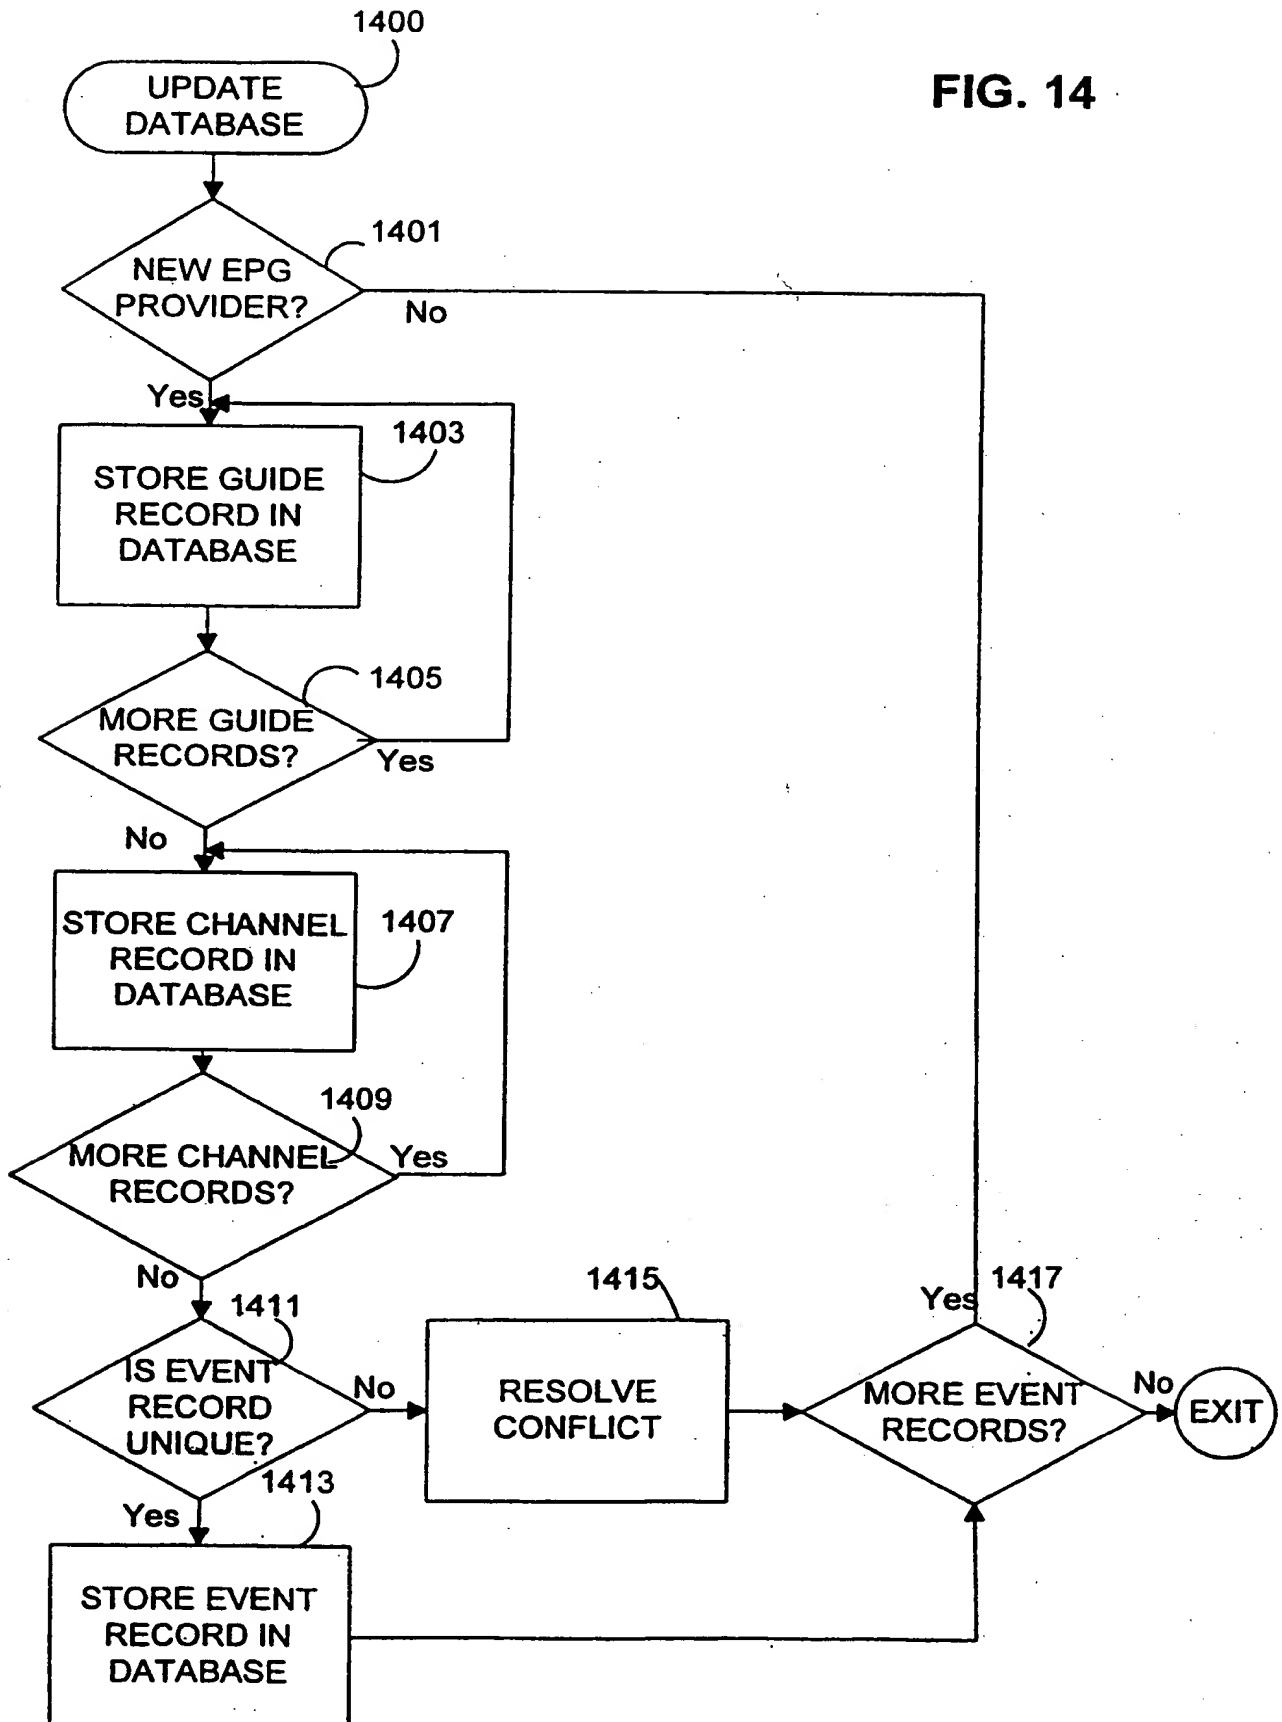 1400
UPDATE
DATABASE
FIG. 14
1401
NEW EPG
PROVIDER?
No
Yes
1403
STORE GUIDE
RECORD IN
DATABASE
1405
MORE GUIDE
RECORDS?
Yes
No
STORE CHANNEL
RECORD IN
DATABASE
1407
1409
MORE CHANNEL
RECORDS?
Yes
No
1411
IS EVENT
RECORD
UNIQUE?
No
1415
RESOLVE
CONFLICT
Yes
1417
MORE EVENT
RECORDS?
No
EXIT
Yes
1413
STORE EVENT
RECORD IN
DATABASE